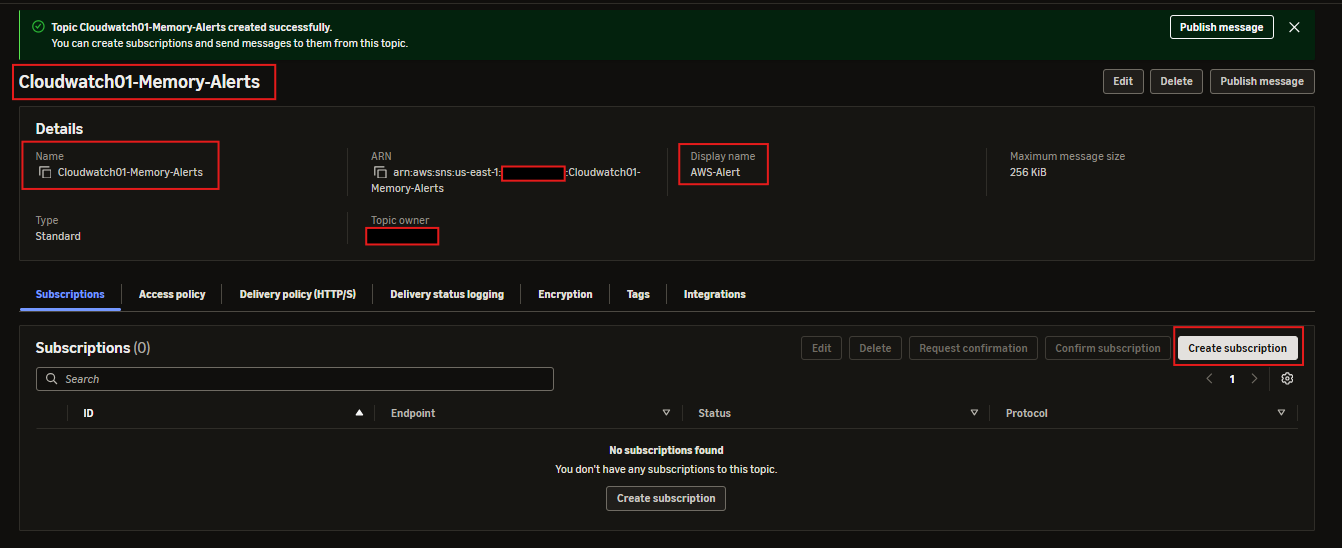 Topic Cloudwatch01-Memory-Alerts created successfully.
You can create subscriptions and send messages to them from this topic.
Publish message
Cloudwatch01-Memory-Alerts
Edit
Delete
Publish message
Details
Name
Cloudwatch01-Memory-Alerts
ARN
arn:aws:sns:us-east-1: :Cloudwatch01-
Memory-Alerts
Display name
AWS-Alert
Maximum message size
256 KiB
Type
Standard
Topic owner
Subscriptions
Access policy
Delivery policy (HTTP/S)
Delivery status logging
Encryption
Tags
Integrations
Subscriptions (0)
Edit
Delete
Request confirmation
Confirm subscription
Create subscription
Search
1
ID
Endpoint
Status
Protocol
No subscriptions found
You don't have any subscriptions to this topic.
Create subscription